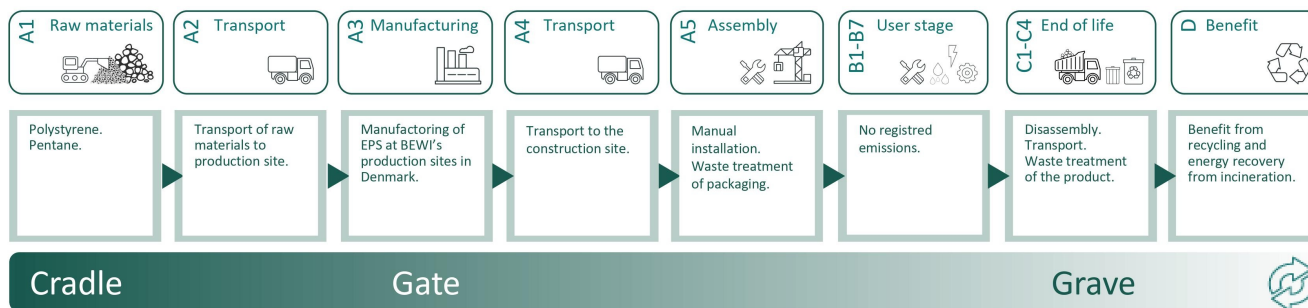 A1 Raw materials
A2 Transport
A3 Manufacturing
A4 Transport
A5 Assembly
B1-B7 User stage
C1-C4 End of life
D Benefit
Polystyrene.
Pentane.
Transport of raw
materials to
production site.
Manufactoring of
EPS at BEWI's
production sites in
Denmark.
Transport to the
construction site.
Manual
installation.
Waste treatment
of packaging.
No registred
emissions.
Disassembly.
Transport.
Waste treatment
of the product.
Benefit from
recycling and
energy recovery
from incineration.
Cradle
Gate
Grave